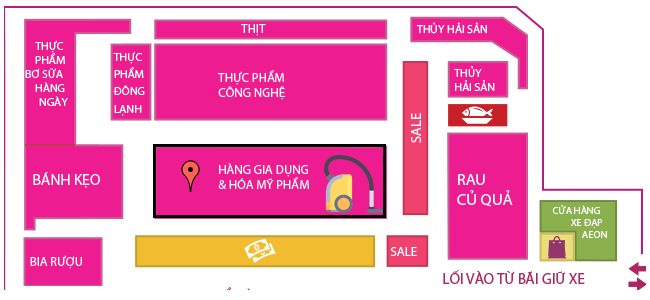 THỊT
THỦY HẢI SẢN
THỰC
PHẨM
BƠ SỮA
HÀNG
NGÀY
THỰC
PHẨM
ĐÔNG
LẠNH
THỰC PHẨM
CÔNG NGHỆ
THỦY
HẢI SẢN
SALE
BÁNH KẸO
HÀNG GIA DỤNG
& HÓA MỸ PHẨM
RAU
CỦ QUẢ
CỬA HÀNG
XE ĐẠP
AEON
BIA RƯỢU
SALE
LỐI VÀO TỪ BÃI GIỮ XE